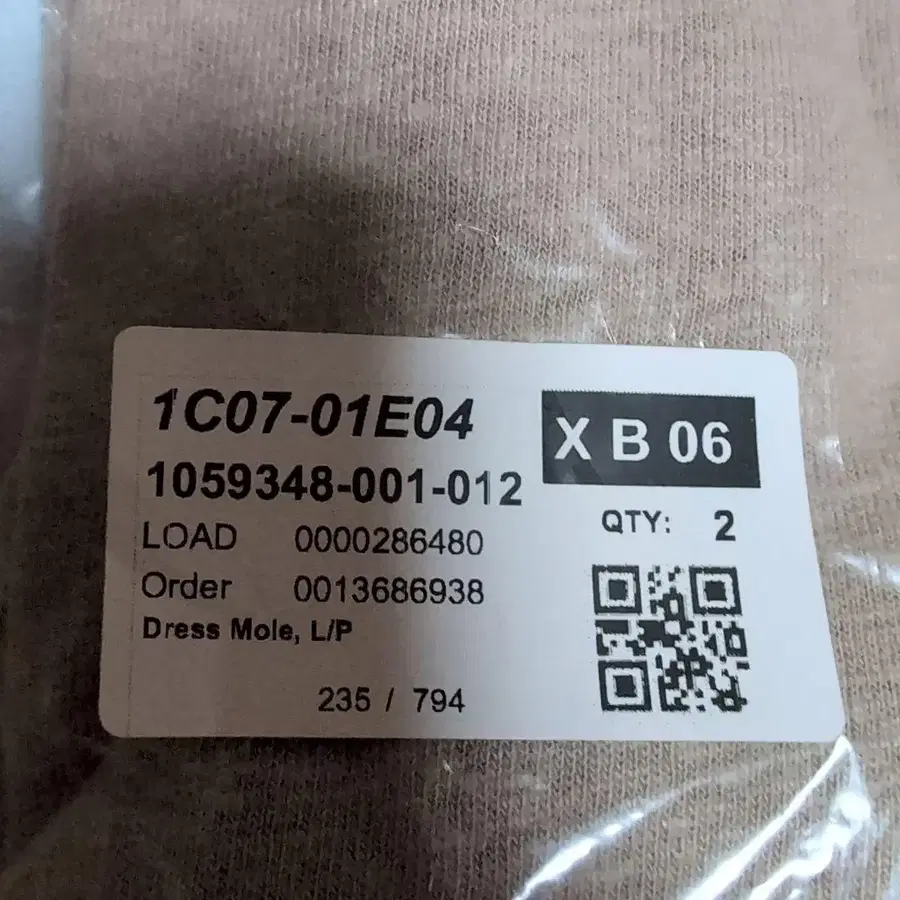 1C07-01E04
X B 06
1059348-001-012
QTY: 2
LOAD 0000286480
Order 0013686938
Dress Mole, L/P
235 / 794